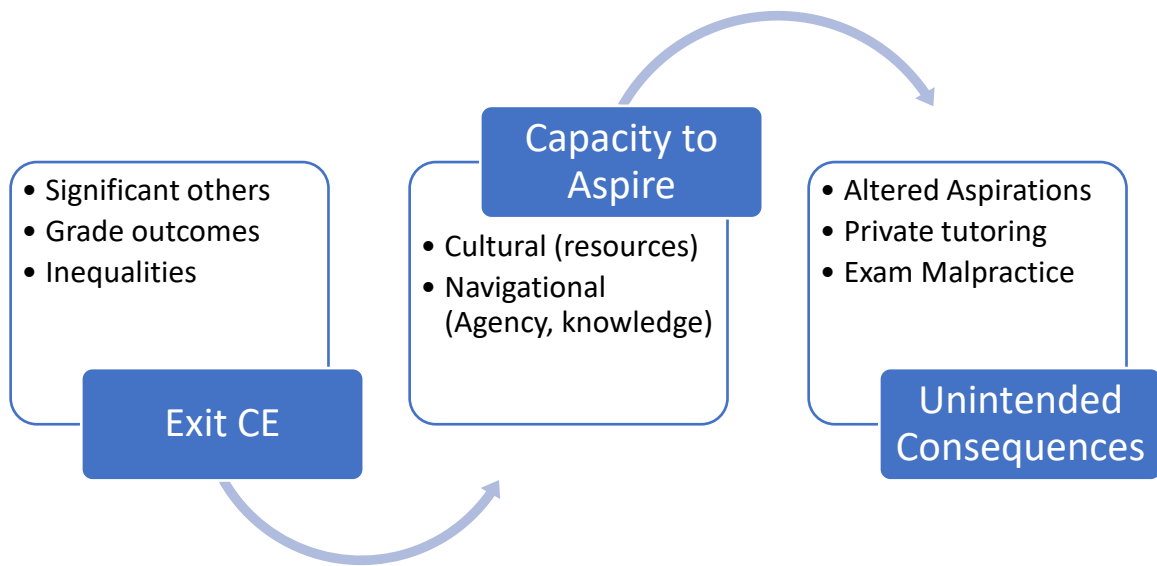 • Significant others
• Grade outcomes
• Inequalities
Exit CE
Capacity to
Aspire
• Cultural (resources)
• Navigational
(Agency, knowledge)
• Altered Aspirations
• Private tutoring
• Exam Malpractice
Unintended
Consequences